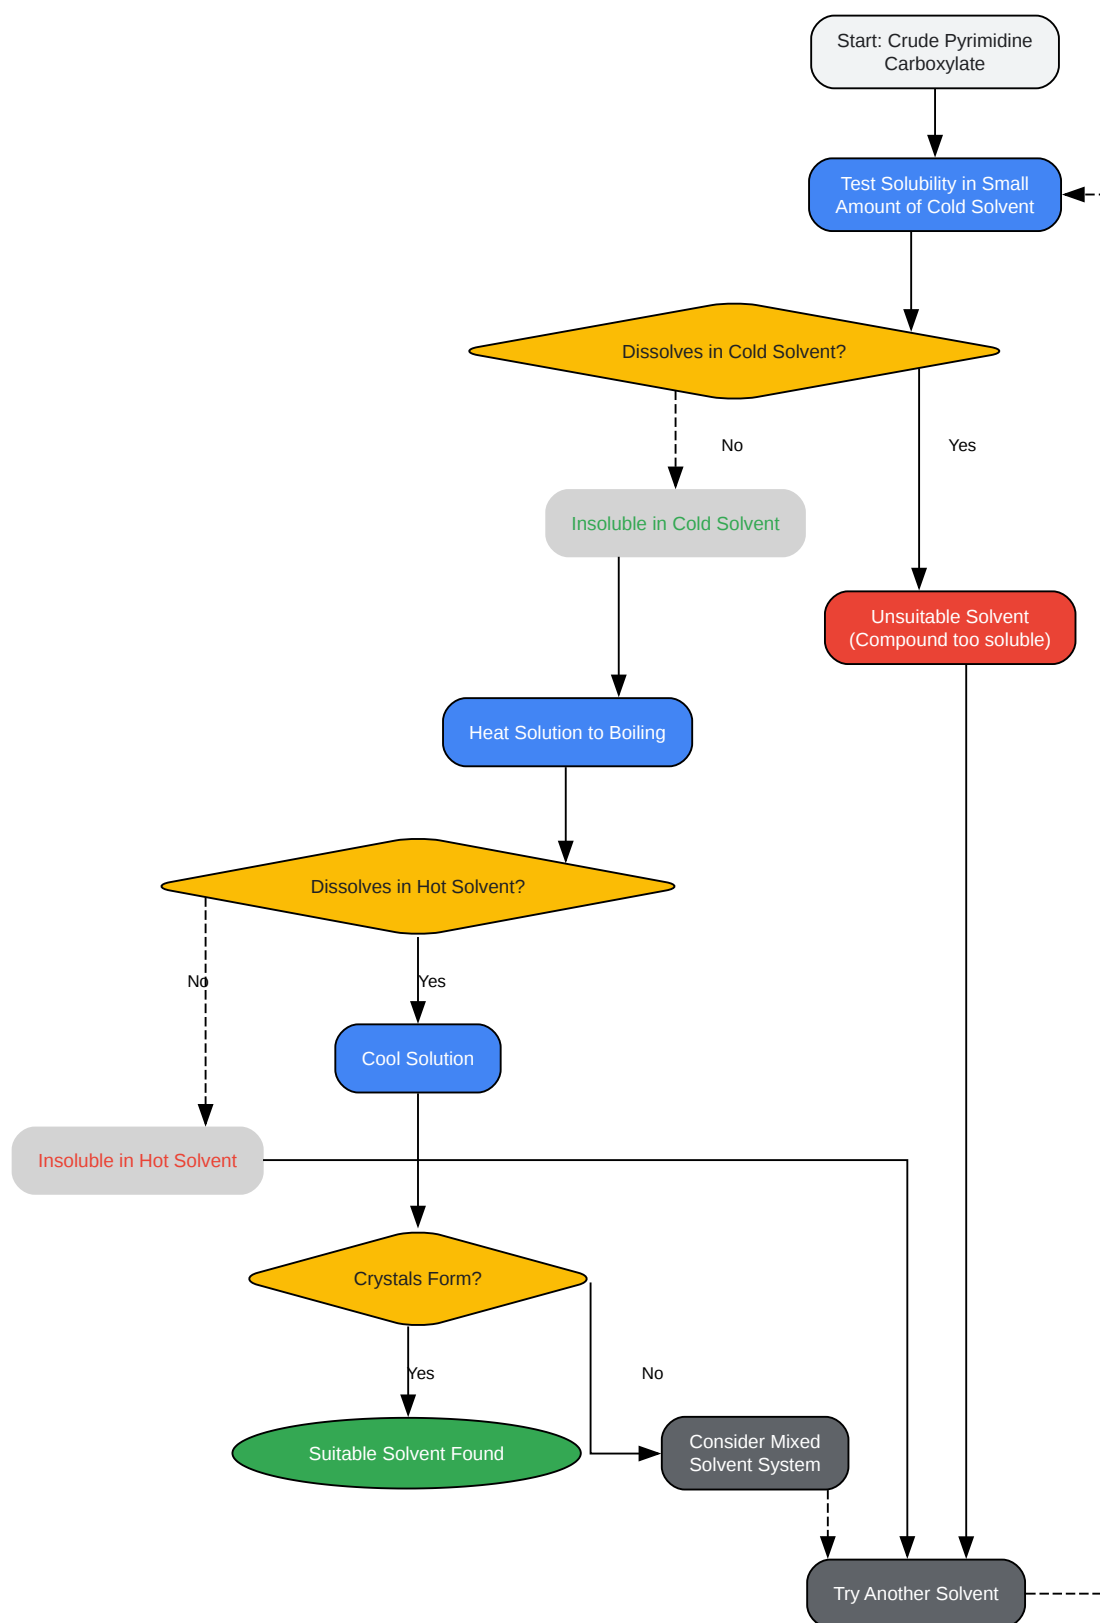 Start: Crude Pyrimidine
Carboxylate
Test Solubility in Small
Amount of Cold Solvent
Dissolves in Cold Solvent?
No
Yes
Insoluble in Cold Solvent
Unsuitable Solvent
(Compound too soluble)
Heat Solution to Boiling
Dissolves in Hot Solvent?
No
Yes
Cool Solution
Insoluble in Hot Solvent
Crystals Form?
Yes
No
Suitable Solvent Found
Consider Mixed
Solvent System
Try Another Solvent